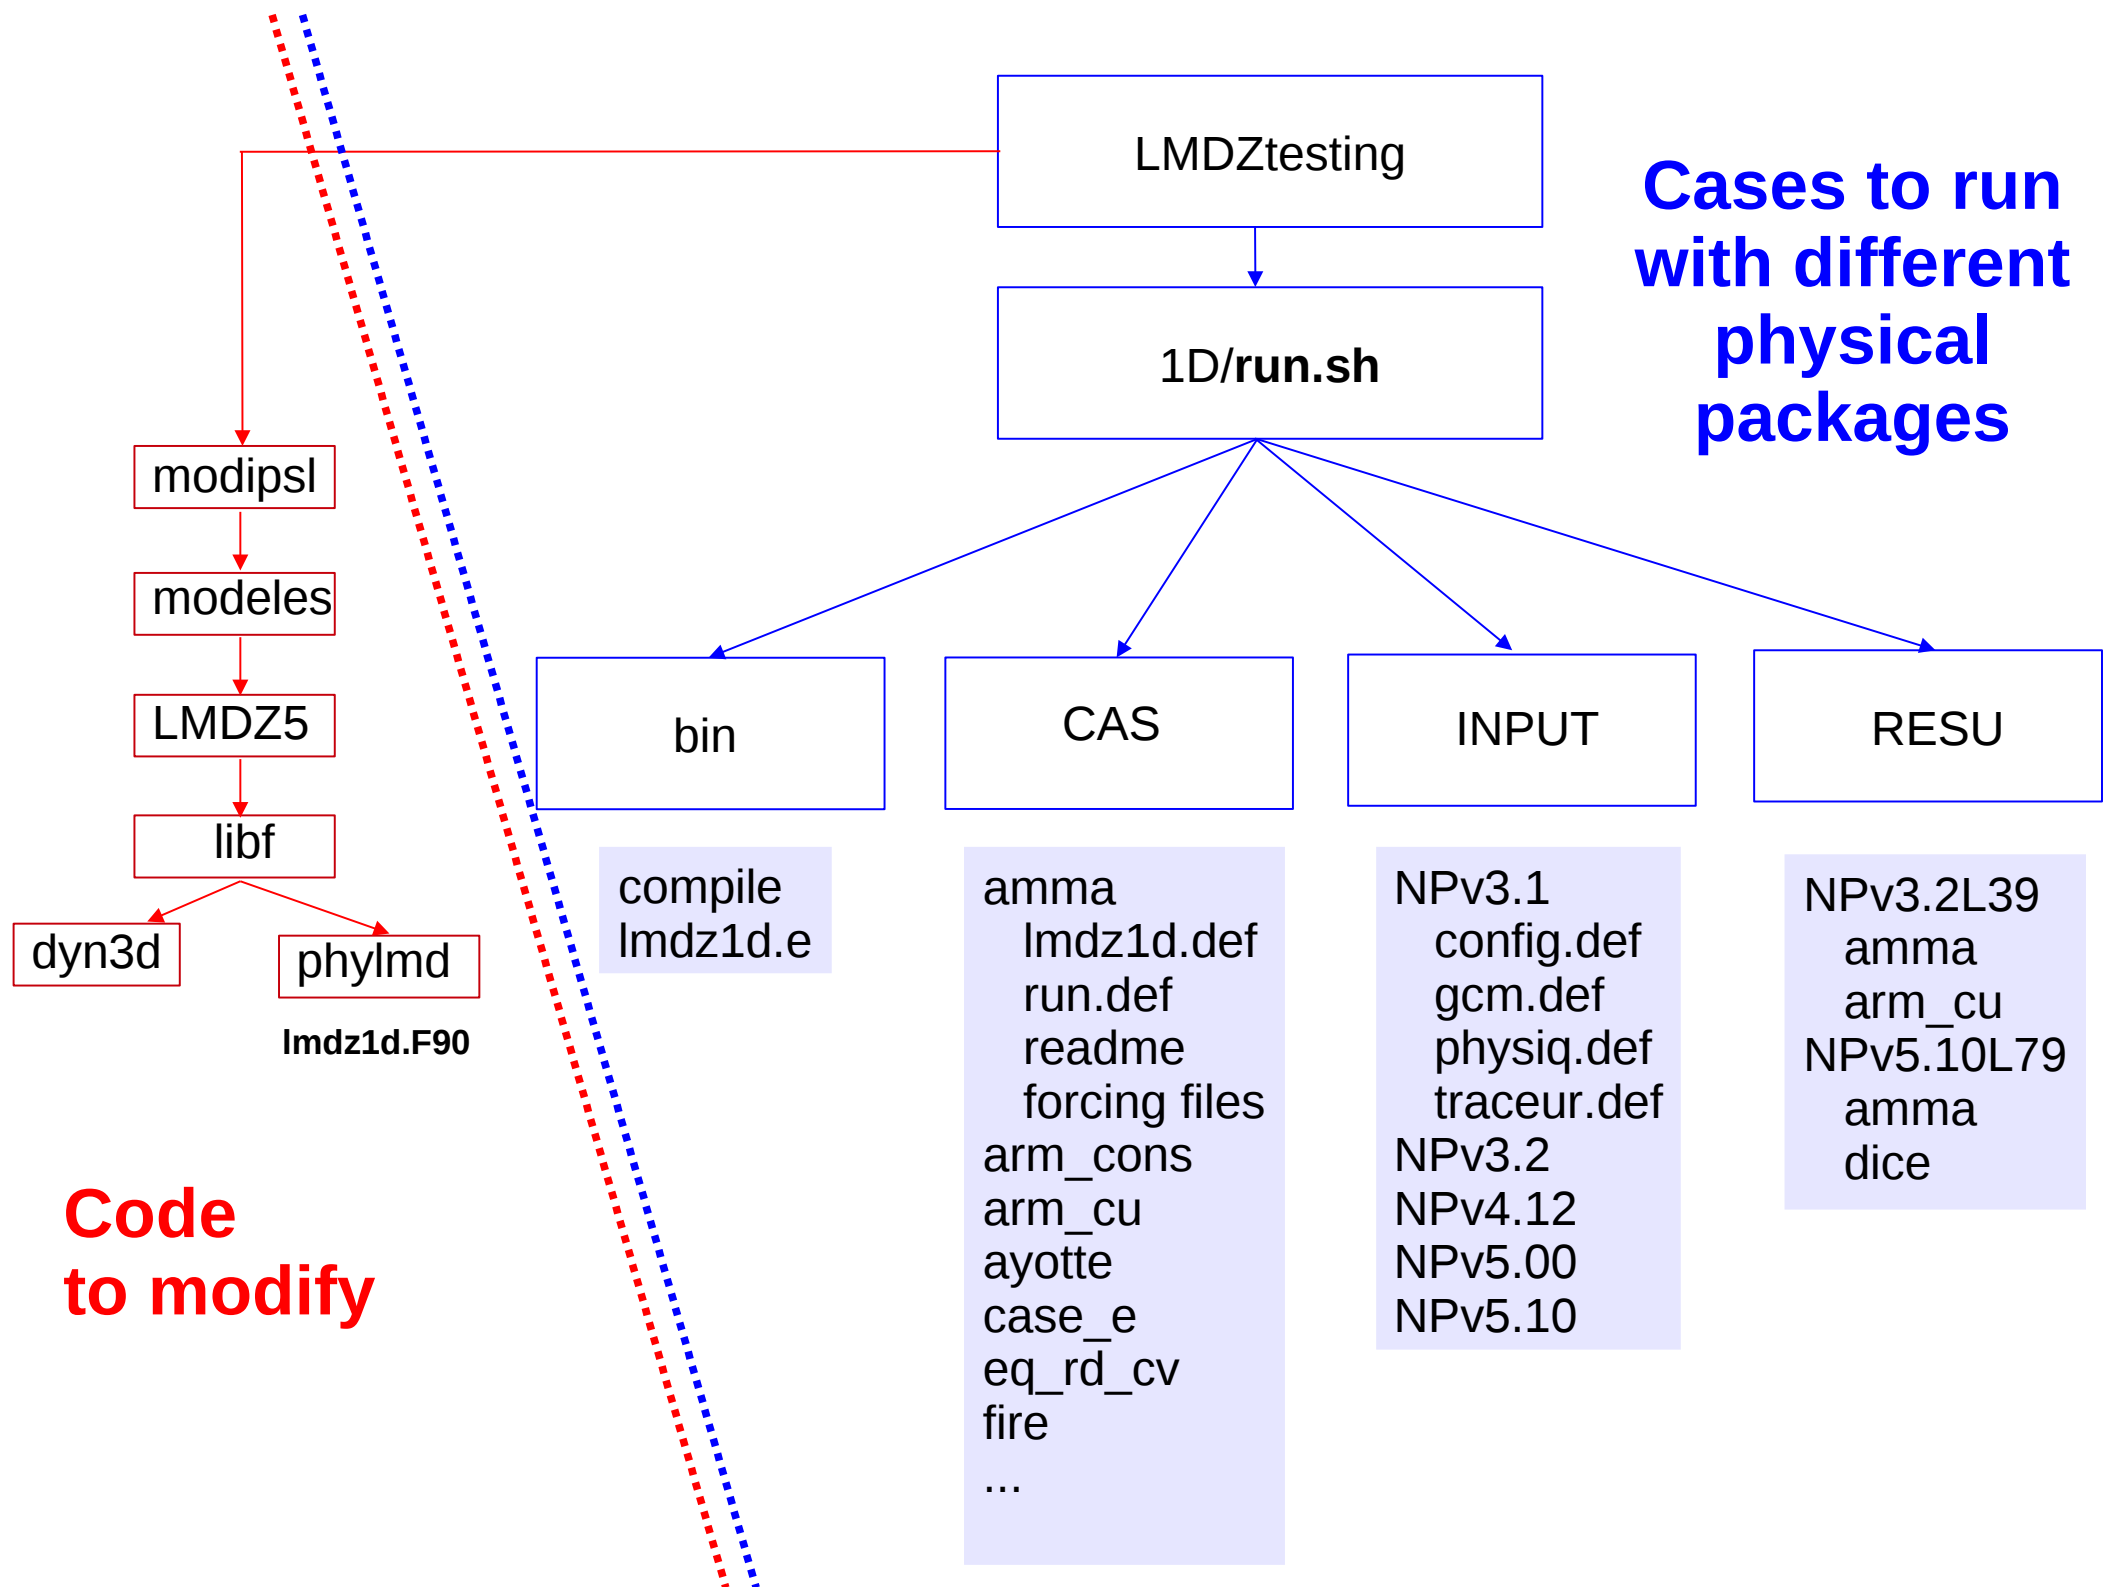 LMDZtesting
Cases to run
with different
physical
packages
1D/run.sh
modipsl
modeles
LMDZ5
libf
dyn3d
phylmd
lmdz1d.F90
Code
to modify
bin
compile
lmdz1d.e
CAS
amma
lmdz1d.def
run.def
readme
forcing files
arm_cons
arm_cu
ayotte
case_e
eq_rd_cv
fire
...
INPUT
NPv3.1
config.def
gcm.def
physiq.def
traceur.def
NPv3.2
NPv4.12
NPv5.00
NPv5.10
RESU
NPv3.2L39
amma
arm_cu
NPv5.10L79
amma
dice